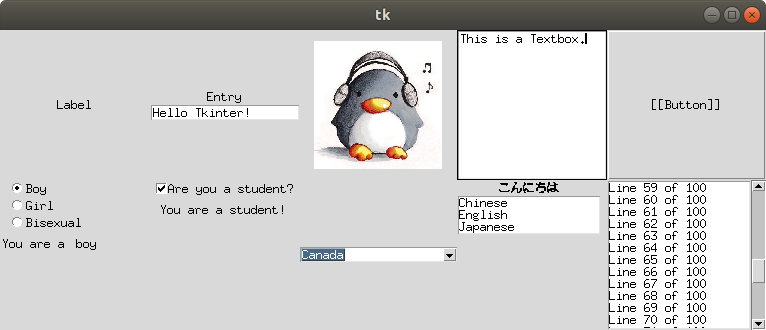 tk
Label
Entry
Hello Tkinter!
This is a Textbox.
[[Button]]
Boy
Girl
Bisexual
You are a boy
Are you a student?
You are a student!
Canada
こんにちは
Chinese
English
Japanese
Line 59 of 100
Line 60 of 100
Line 61 of 100
Line 62 of 100
Line 63 of 100
Line 64 of 100
Line 65 of 100
Line 66 of 100
Line 67 of 100
Line 68 of 100
Line 69 of 100
Line 70 of 100